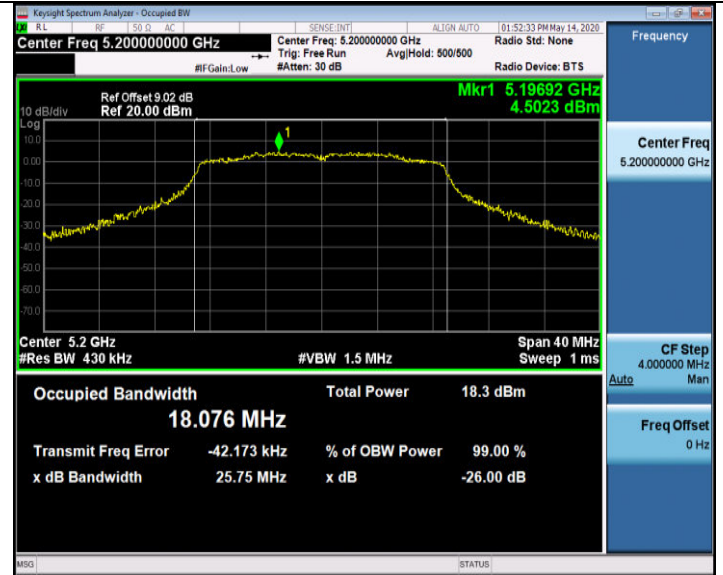 Keysight Spectrum Analyzer - Occupied BW
RL RF 50 Ω AC SENSE:INT ALIGN AUTO 01:52:33 PM May 14, 2020
Center Freq 5.200000000 GHz
Center Freq: 5.200000000 GHz Radio Std: None
Trig: Free Run Avg|Hold: 500/500
#IFGain:Low #Atten: 30 dB Radio Device: BTS
Frequency
Ref Offset 9.02 dB Mkr1 5.19692 GHz
10 dB/div Ref 20.00 dBm 4.5023 dBm
Log
10.0
0.00
-10.0
-20.0
-30.0
-40.0
-50.0
-60.0
-70.0
1
Center 5.2 GHz Span 40 MHz
#Res BW 430 kHz #VBW 1.5 MHz Sweep 1 ms
Occupied Bandwidth Total Power 18.3 dBm
18.076 MHz
Transmit Freq Error -42.173 kHz % of OBW Power 99.00 %
x dB Bandwidth 25.75 MHz x dB -26.00 dB
Center Freq
5.200000000 GHz
CF Step
4.000000 MHz
Auto Man
Freq Offset
0 Hz
MSG STATUS